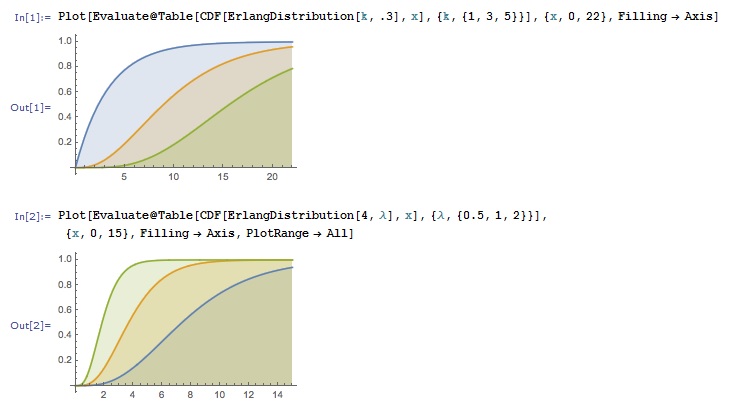 In[1]:= Plot[Evaluate@Table[CDF[ErlangDistribution[k, .3], x], {k, {1, 3, 5}}], {x, 0, 22}, Filling → Axis]
1.0
0.8
0.6
Out[1]=
0.4
0.2
5 10 15 20
In[2]:= Plot[Evaluate@Table[CDF[ErlangDistribution[4, λ], x], {λ, {0.5, 1, 2}}],
{x, 0, 15}, Filling → Axis, PlotRange → All]
1.0
0.8
0.6
Out[2]=
0.4
0.2
2 4 6 8 10 12 14